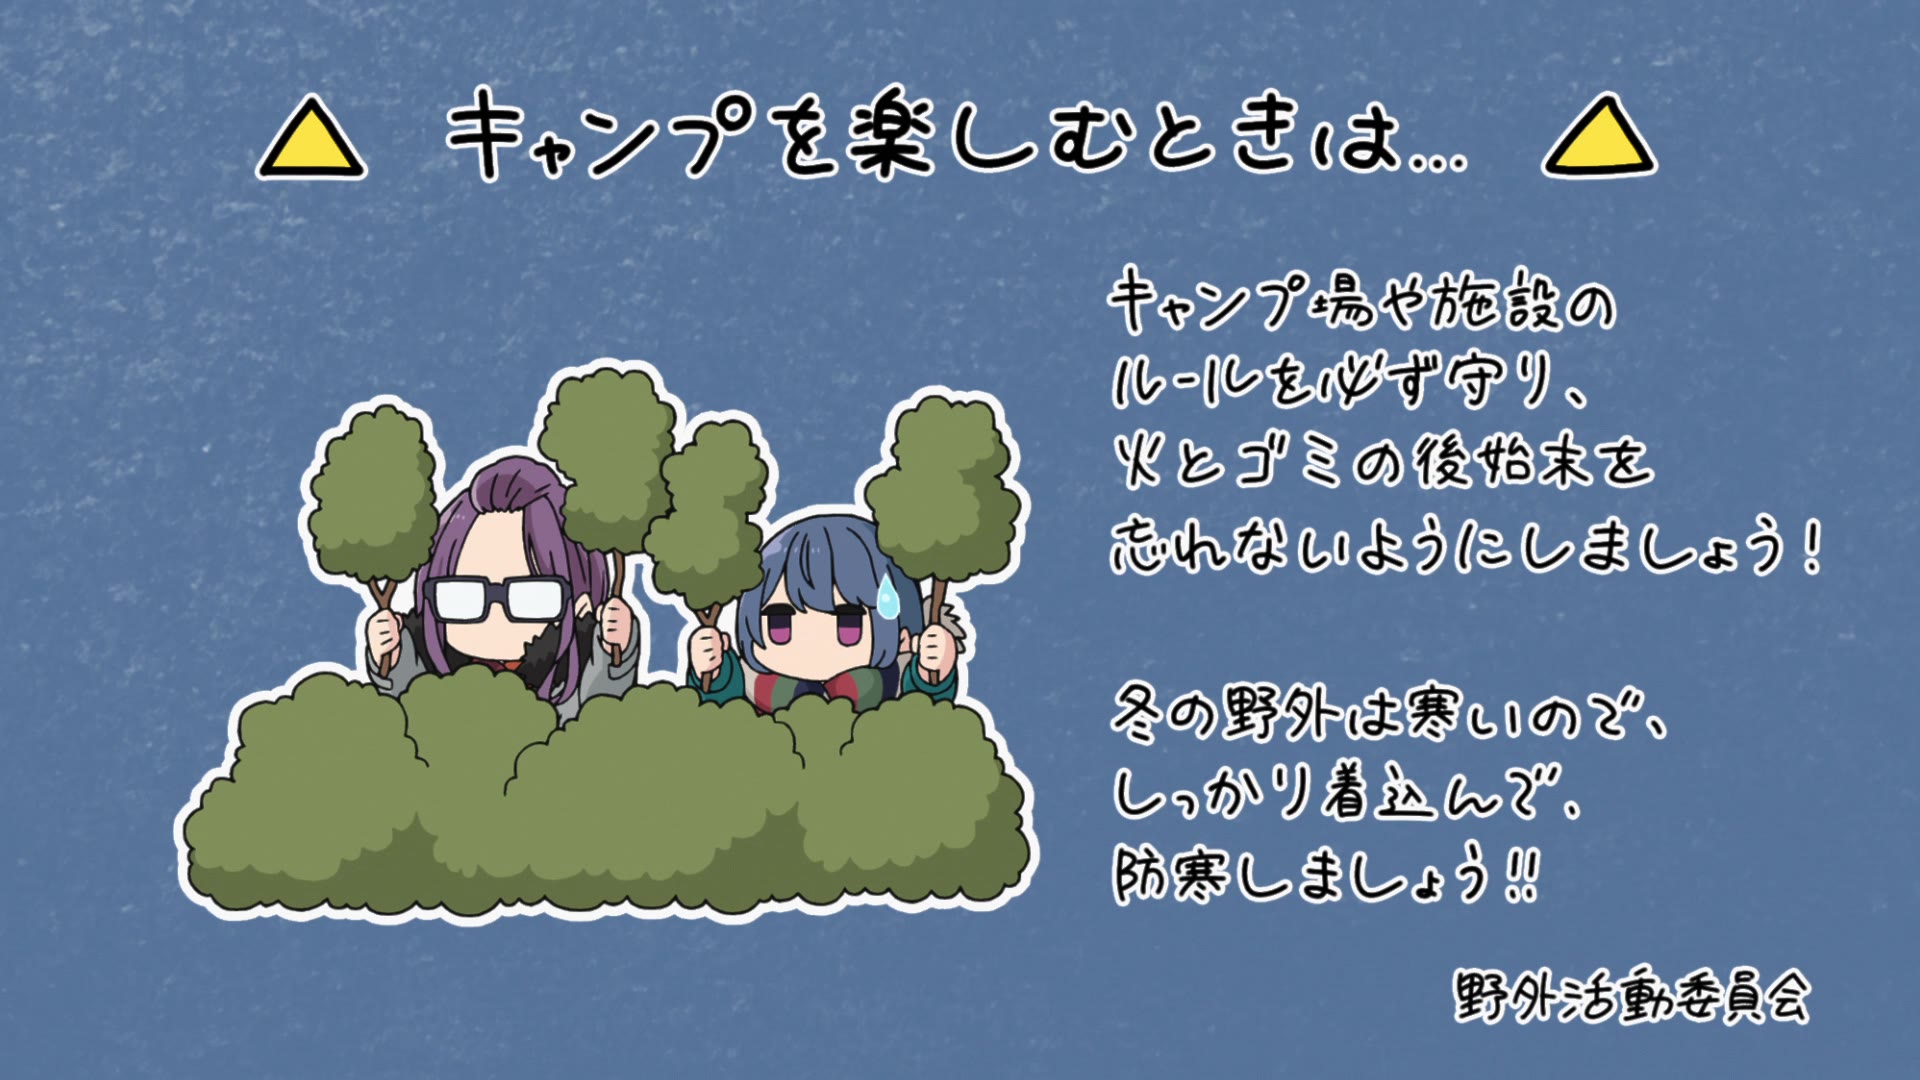 キャンプを楽しむときは…
キャンプ場や施設の
ルールを必ず守り、
火とゴミの後始末を
忘れないようにしましょう!
冬の野外は寒いので、
しっかり着込んで、
防寒しましょう!!
野外活動委員会